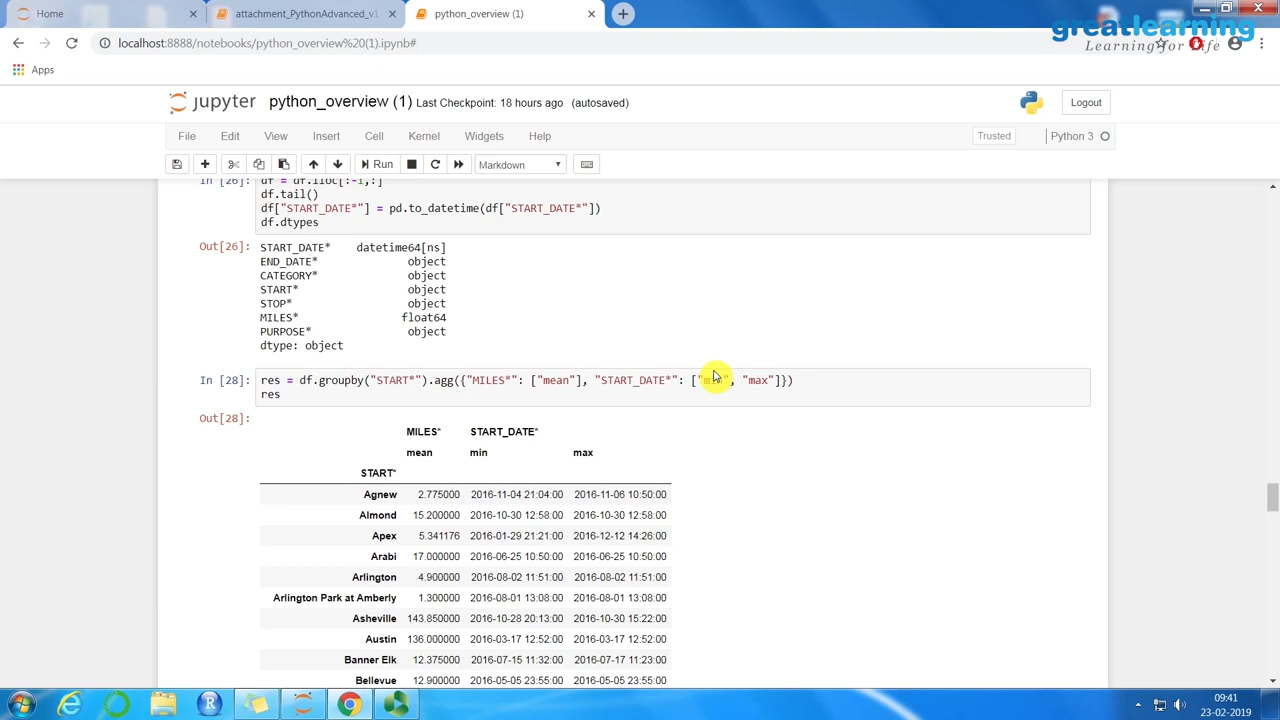 Home
attachment_PythonAdvanced_v1
python_overview (1)
greatlearning
Learning for Life
localhost:8888/notebooks/python_overview%20(1).ipynb#
Apps
jupyter python_overview (1) Last Checkpoint: 18 hours ago (autosaved)
Logout
File Edit View Insert Cell Kernel Widgets Help
Trusted
Python 3
Run
Markdown
In [26]: df = df.iloc[:-1,:]
df.tail()
df["START_DATE*"] = pd.to_datetime(df["START_DATE*"])
df.dtypes
Out[26]: START_DATE* datetime64[ns]
END_DATE* object
CATEGORY* object
START* object
STOP* object
MILES* float64
PURPOSE* object
dtype: object
In [28]: res = df.groupby("START*").agg({"MILES*": ["mean"], "START_DATE*": ["min", "max"]})
res
Out[28]:
MILES* START_DATE*
mean min max
START*
Agnew 2.775000 2016-11-04 21:04:00 2016-11-06 10:50:00
Almond 15.200000 2016-10-30 12:58:00 2016-10-30 12:58:00
Apex 5.341176 2016-01-29 21:21:00 2016-12-12 14:26:00
Arabi 17.000000 2016-06-25 10:50:00 2016-06-25 10:50:00
Arlington 4.900000 2016-08-02 11:51:00 2016-08-02 11:51:00
Arlington Park at Amberly 1.300000 2016-08-01 13:08:00 2016-08-01 13:08:00
Asheville 143.850000 2016-10-28 20:13:00 2016-10-30 15:22:00
Austin 136.000000 2016-03-17 12:52:00 2016-03-17 12:52:00
Banner Elk 12.375000 2016-07-15 11:32:00 2016-07-17 11:23:00
Bellevue 12.900000 2016-05-05 23:55:00 2016-05-05 23:55:00
09:41
23-02-2019